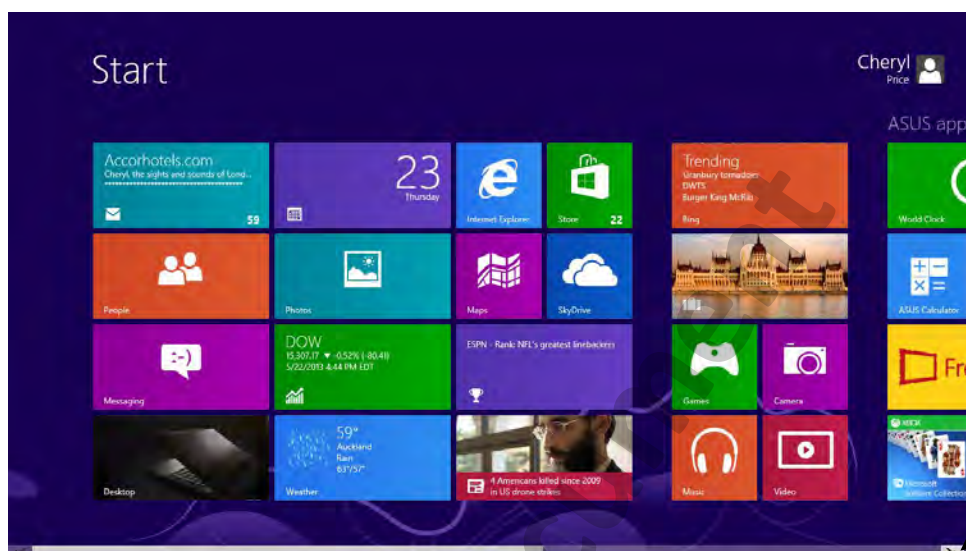 Start
Cheryl
Price
ASUS app
Accorhotels.com
Cheryl, the sights and sounds of Lond...
59
23
Thursday
Internet Explorer
Store
22
Trending
Granbury tornadoes
DWTS
Burger King McRib
Bing
World Clock
People
Photos
Maps
SkyDrive
ASUS Calculator
Messaging
DOW
15,307.17 ▼ -0.52% (-80.41)
5/22/2013 4:44 PM EDT
ESPN - Rank: NFL's greatest linebackers
Games
Camera
Fre
Desktop
59°
Auckland
Rain
63°/57°
Weather
4 Americans killed since 2009
in US drone strikes
Music
Video
XBOX
Microsoft
Solitaire Collection